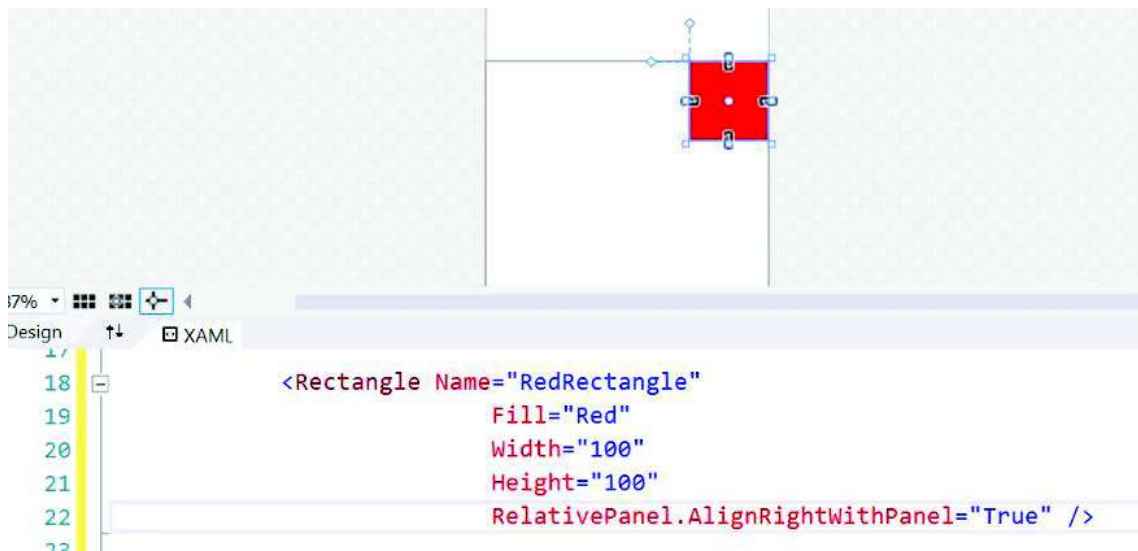 37%
Design XAML
17
18 <Rectangle Name="RedRectangle"
19 Fill="Red"
20 Width="100"
21 Height="100"
22 RelativePanel.AlignRightWithPanel="True" />
23